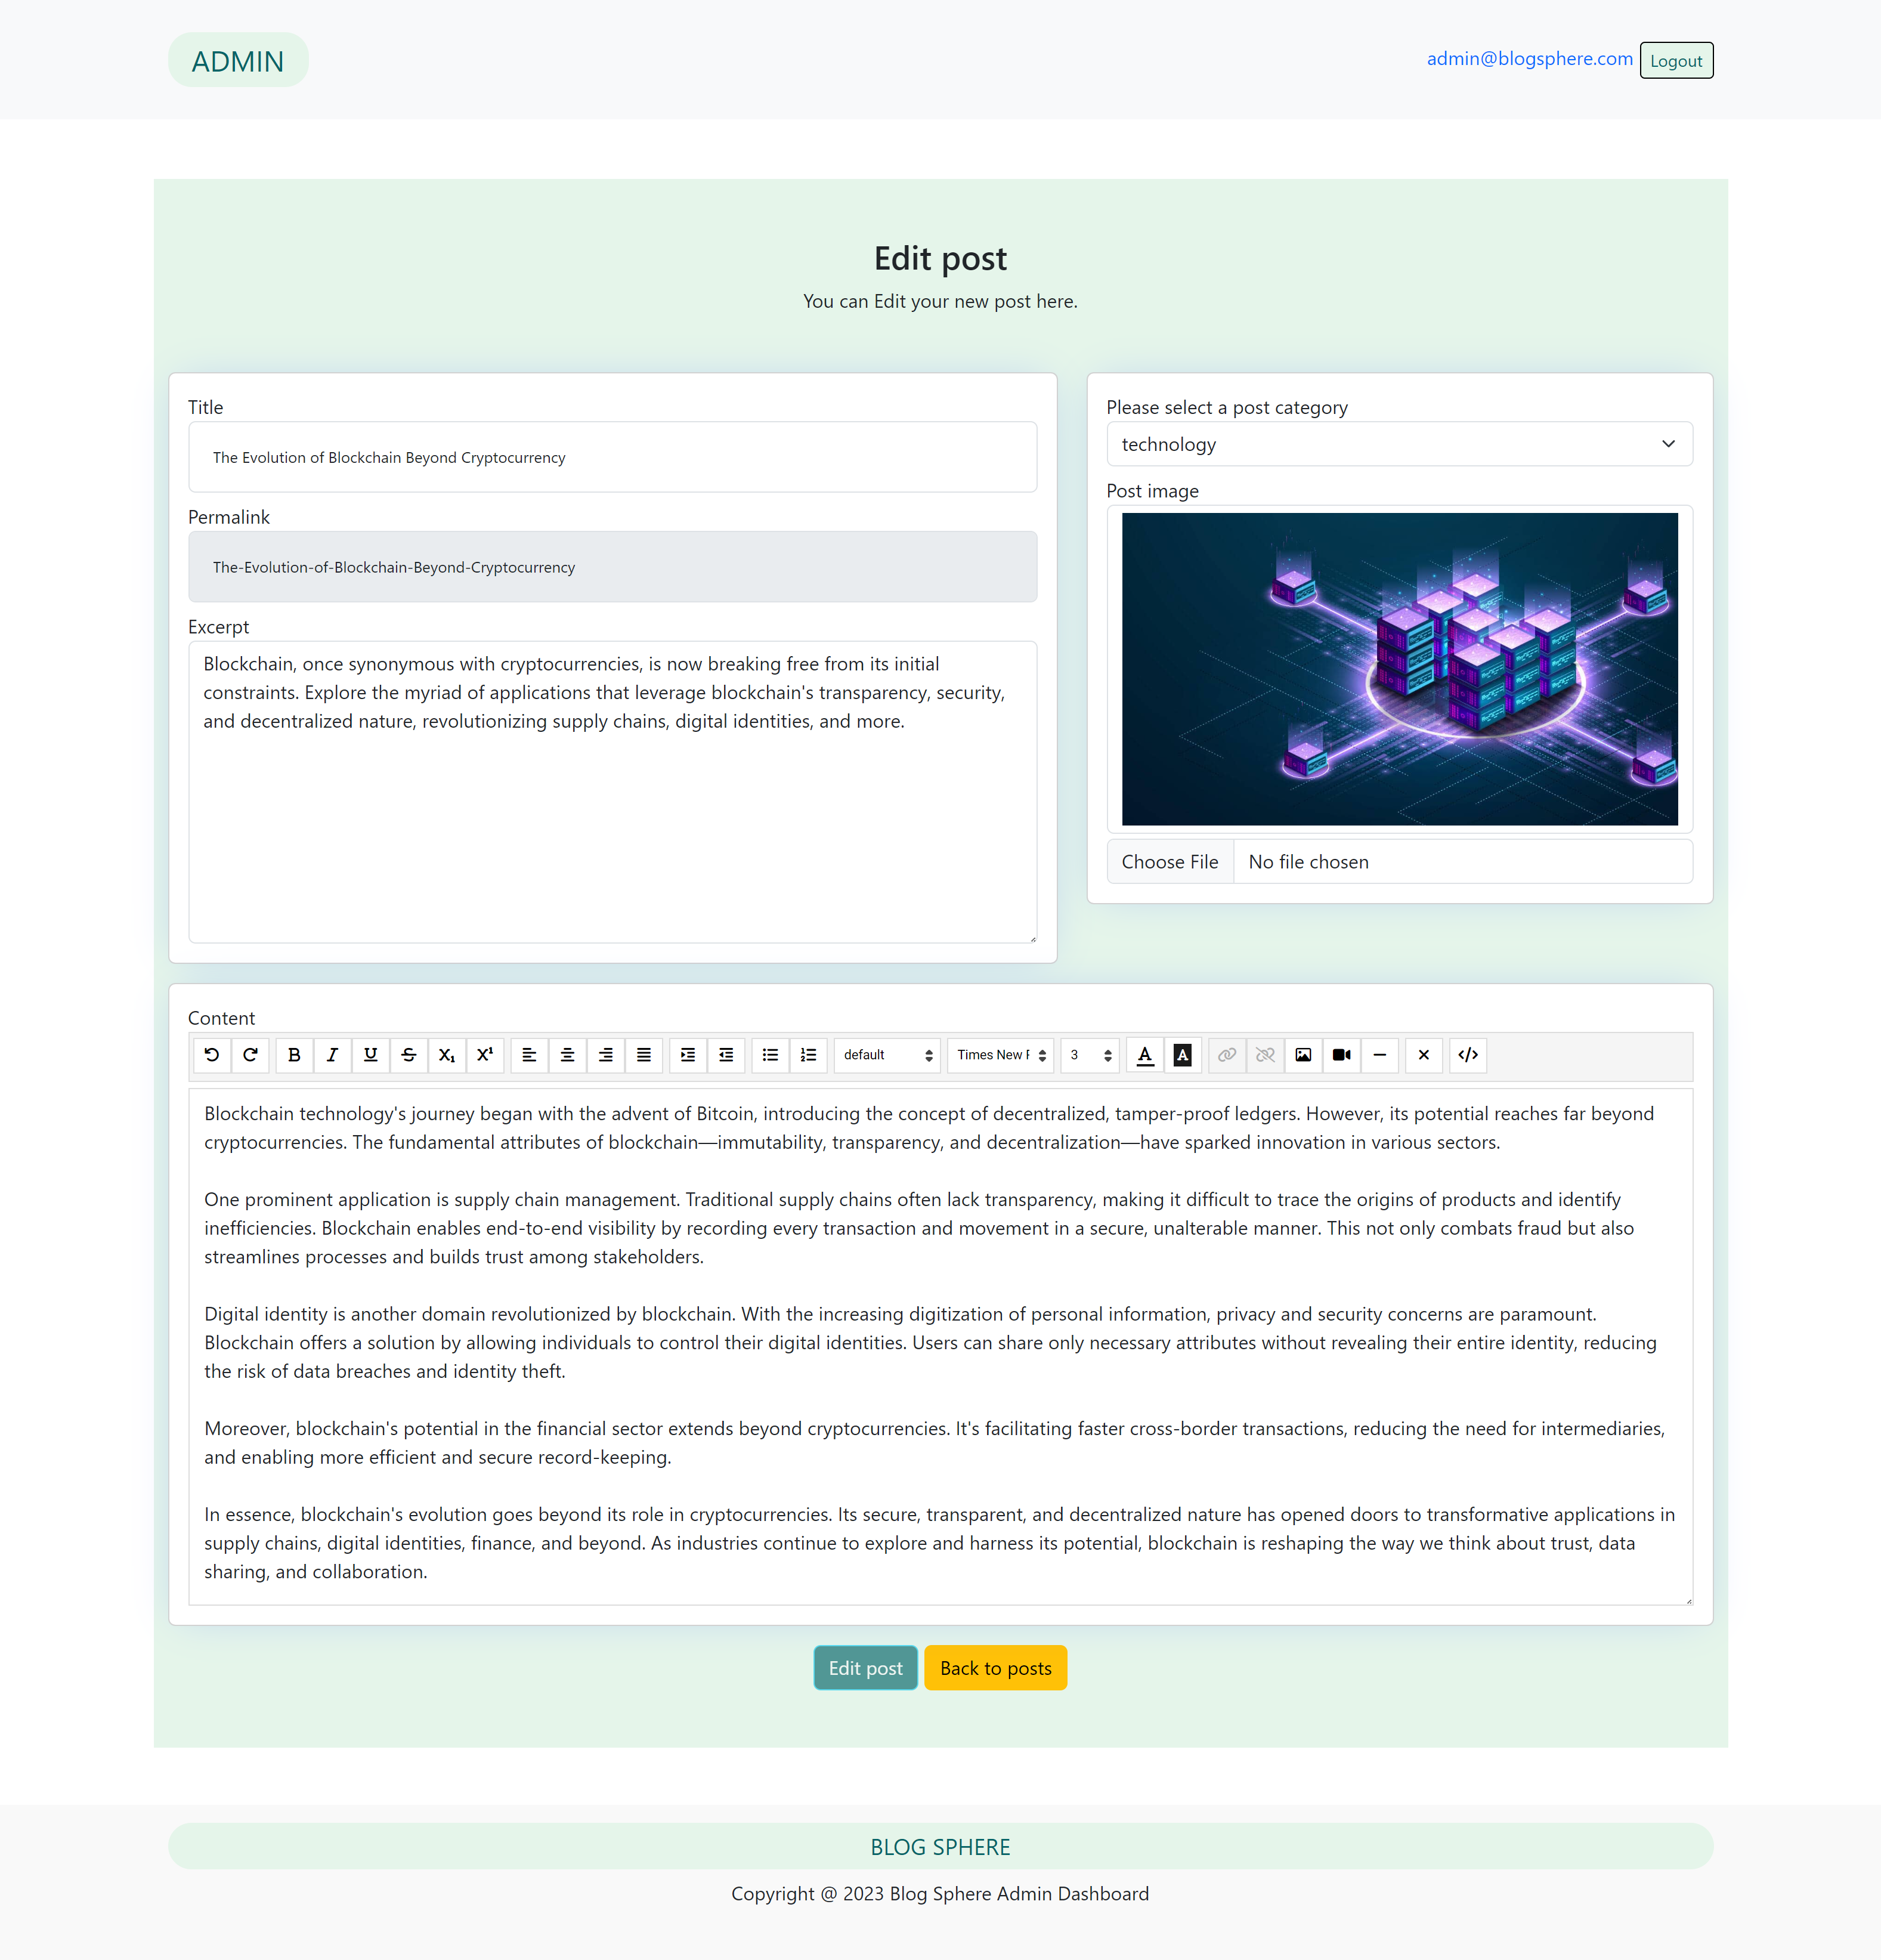 ADMIN
admin@blogsphere.com
Logout
Edit post
You can Edit your new post here.
Title
The Evolution of Blockchain Beyond Cryptocurrency
Permalink
The-Evolution-of-Blockchain-Beyond-Cryptocurrency
Excerpt
Blockchain, once synonymous with cryptocurrencies, is now breaking free from its initial
constraints. Explore the myriad of applications that leverage blockchain's transparency, security,
and decentralized nature, revolutionizing supply chains, digital identities, and more.
Please select a post category
technology
Post image
Choose File No file chosen
Content
default Times New 3
Blockchain technology's journey began with the advent of Bitcoin, introducing the concept of decentralized, tamper-proof ledgers. However, its potential reaches far beyond
cryptocurrencies. The fundamental attributes of blockchain—immutability, transparency, and decentralization—have sparked innovation in various sectors.
One prominent application is supply chain management. Traditional supply chains often lack transparency, making it difficult to trace the origins of products and identify
inefficiencies. Blockchain enables end-to-end visibility by recording every transaction and movement in a secure, unalterable manner. This not only combats fraud but also
streamlines processes and builds trust among stakeholders.
Digital identity is another domain revolutionized by blockchain. With the increasing digitization of personal information, privacy and security concerns are paramount.
Blockchain offers a solution by allowing individuals to control their digital identities. Users can share only necessary attributes without revealing their entire identity, reducing
the risk of data breaches and identity theft.
Moreover, blockchain's potential in the financial sector extends beyond cryptocurrencies. It's facilitating faster cross-border transactions, reducing the need for intermediaries,
and enabling more efficient and secure record-keeping.
In essence, blockchain's evolution goes beyond its role in cryptocurrencies. Its secure, transparent, and decentralized nature has opened doors to transformative applications in
supply chains, digital identities, finance, and beyond. As industries continue to explore and harness its potential, blockchain is reshaping the way we think about trust, data
sharing, and collaboration.
Edit post
Back to posts
BLOG SPHERE
Copyright @ 2023 Blog Sphere Admin Dashboard